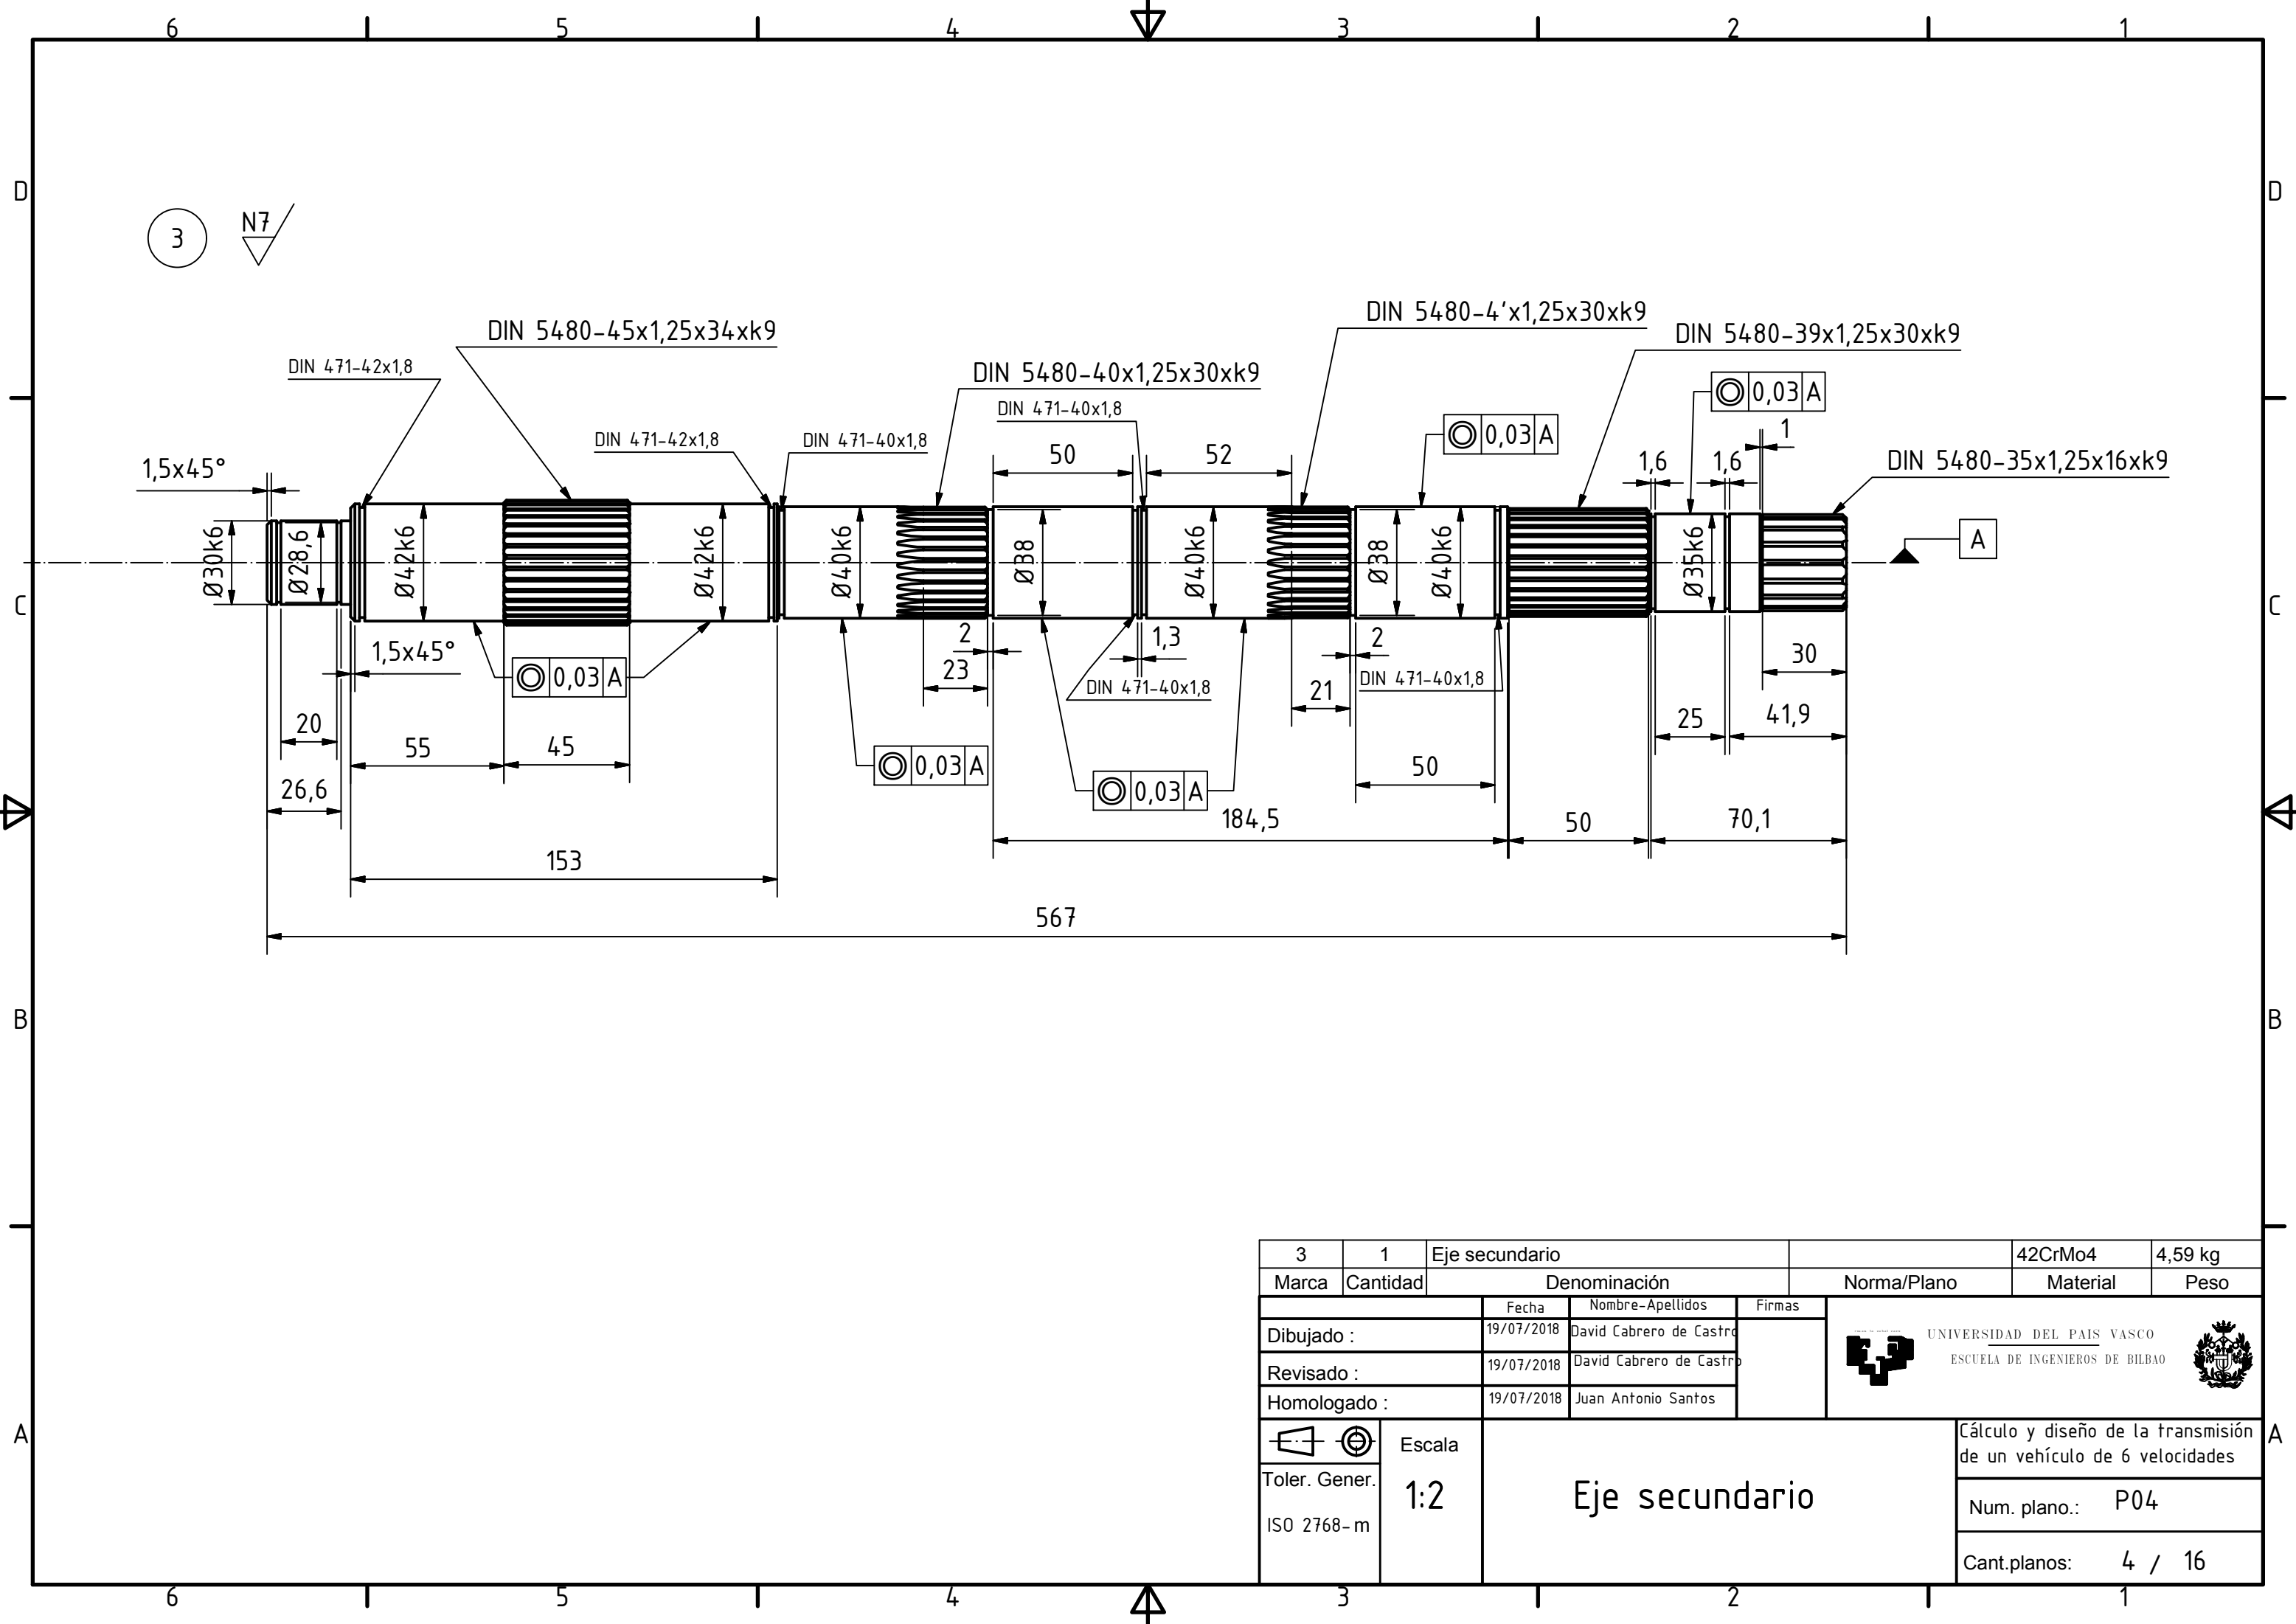 6 5 4 3 2 1
D D
3 N7
DIN 5480-4'x1,25x30xk9
DIN 5480-45x1,25x34xk9
DIN 5480-39x1,25x30xk9
DIN 471-42x1,8
DIN 5480-40x1,25x30xk9
DIN 471-40x1,8
0,03 A
0,03 A
1
DIN 471-42x1,8
DIN 471-40x1,8
50
52
1,6
1,6
DIN 5480-35x1,25x16xk9
1,5x45°
Ø30k6
Ø28,6
Ø42k6
Ø42k6
Ø40k6
Ø38
Ø40k6
Ø38
Ø40k6
Ø35k6
A
C C
1,5x45°
0,03 A
2
23
1,3
DIN 471-40x1,8
2
21
DIN 471-40x1,8
30
20
55
45
25
41,9
26,6
0,03 A
0,03 A
50
184,5
50
70,1
153
567
B B
3 1 Eje secundario 42CrMo4 4,59 kg
Marca Cantidad Denominación Norma/Plano Material Peso
Fecha Nombre-Apellidos Firmas
Dibujado : 19/07/2018 David Cabrero de Castro
Revisado : 19/07/2018 David Cabrero de Castro
Homologado : 19/07/2018 Juan Antonio Santos
UNIVERSIDAD DEL PAIS VASCO
ESCUELA DE INGENIEROS DE BILBAO
Escala
1:2
Toler. Gener.
ISO 2768-m
Eje secundario
Cálculo y diseño de la transmisión
de un vehículo de 6 velocidades
Num. plano.: P04
Cant.planos: 4 / 16
A A
6 5 4 3 2 1